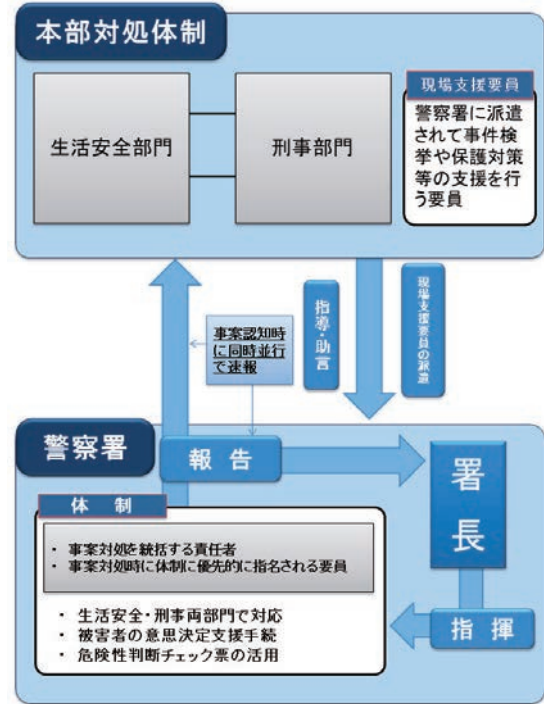 本部対処体制
生活安全部門
刑事部門
現場支援要員
警察署に派遣
されて事件検
挙や保護対策
等の支援を行
う要員
事案認知時
に同時並行
で速報
指導・助言
現場支援要員の派遣
警察署
報告
署長
体制
・ 事案対処を統括する責任者
・ 事案対処時に体制に優先的に指名される要員
・ 生活安全・刑事両部門で対応
・ 被害者の意思決定支援手続
・ 危険性判断チェック票の活用
指揮